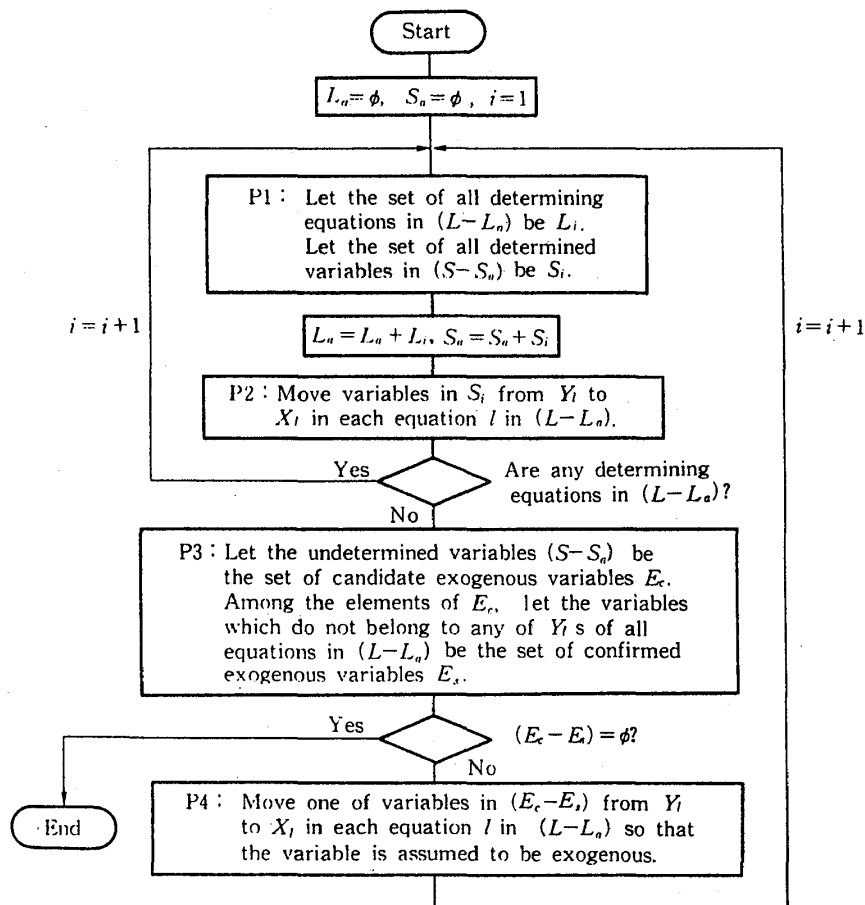 Start
L_a=ϕ, S_a=ϕ, i=1
P1: Let the set of all determining
equations in (L−L_a) be L_i.
Let the set of all determined
variables in (S−S_a) be S_i.
i=i+1
i=i+1
L_a=L_a+L_i, S_a=S_a+S_i
P2: Move variables in S_i from Y_l to
X_l in each equation l in (L−L_a).
Yes
Are any determining
equations in (L−L_a)?
No
P3: Let the undetermined variables (S−S_a) be
the set of candidate exogenous variables E_c.
Among the elements of E_c, let the variables
which do not belong to any of Y_l s of all
equations in (L−L_a) be the set of confirmed
exogenous variables E_s.
Yes
(E_c−E_s)=ϕ?
No
P4: Move one of variables in (E_c−E_s) from Y_l
to X_l in each equation l in (L−L_a) so that
the variable is assumed to be exogenous.
End